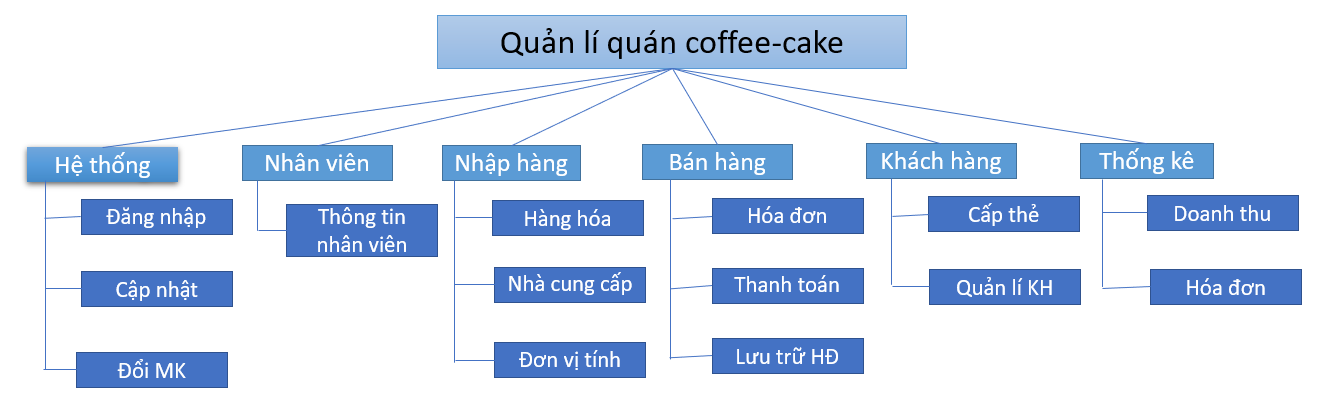 Quản lí quán coffee-cake
Hệ thống
Đăng nhập
Cập nhật
Đổi MK
Nhân viên
Thông tin
nhân viên
Nhập hàng
Hàng hóa
Nhà cung cấp
Đơn vị tính
Bán hàng
Hóa đơn
Thanh toán
Lưu trữ HĐ
Khách hàng
Cấp thẻ
Quản lí KH
Thống kê
Doanh thu
Hóa đơn